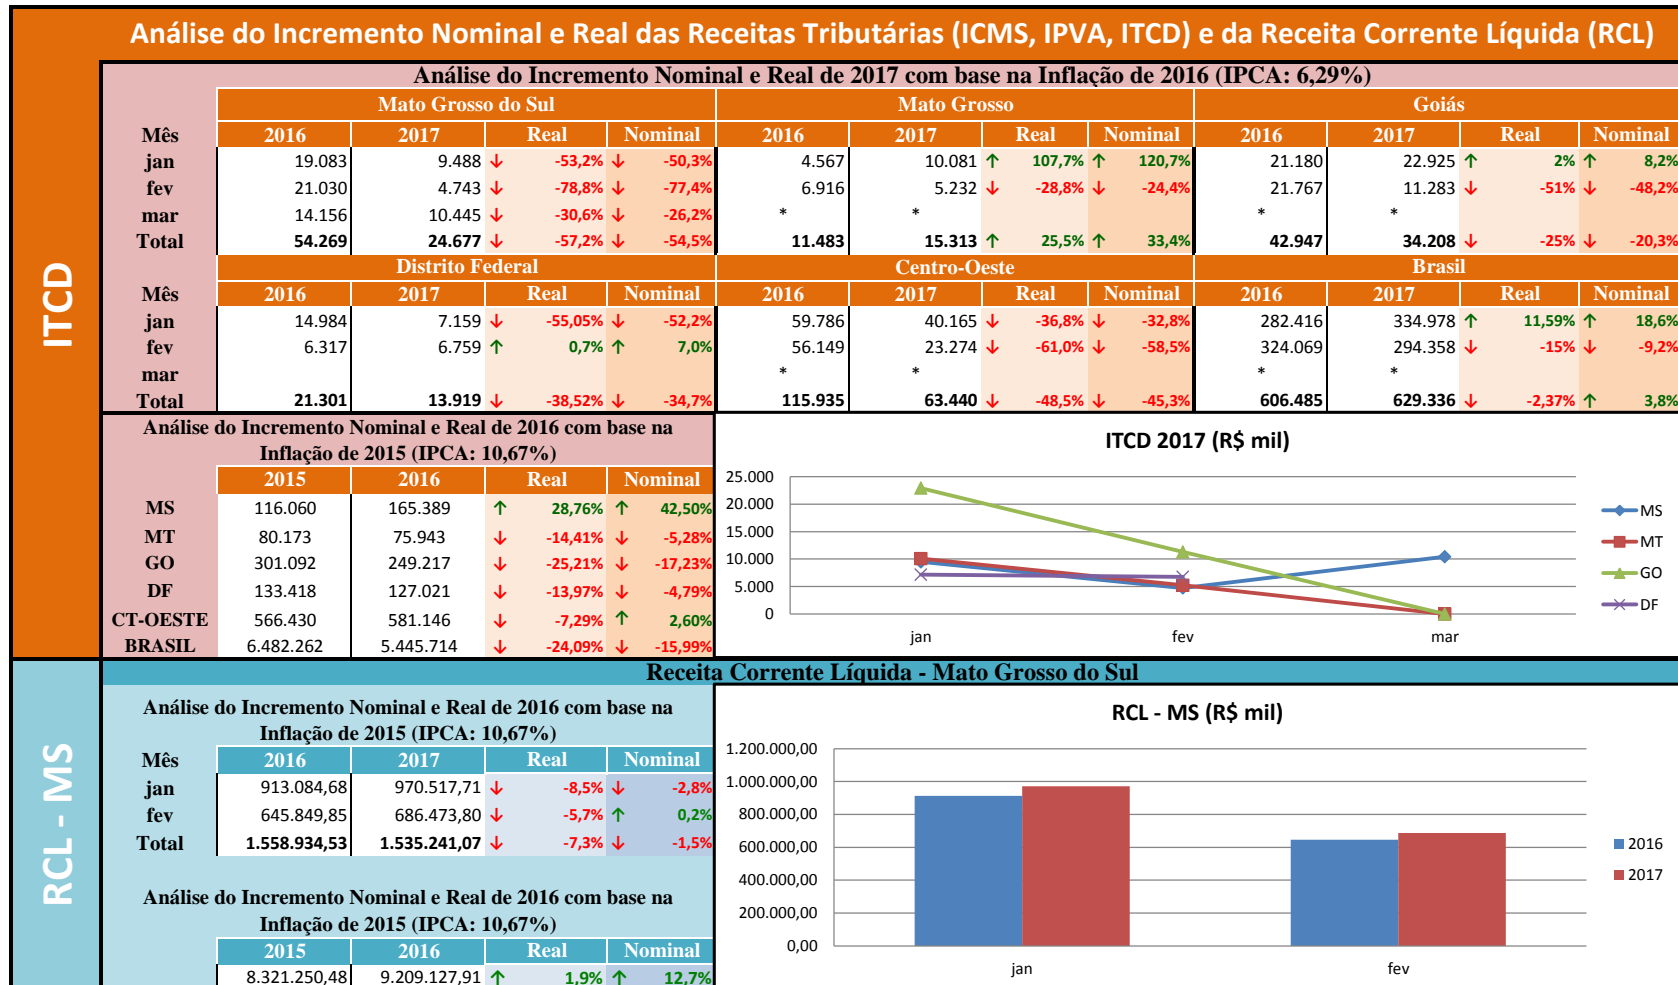 Análise do Incremento Nominal e Real das Receitas Tributárias (ICMS, IPVA, ITCD) e da Receita Corrente Líquida (RCL)
ITCD
Análise do Incremento Nominal e Real de 2017 com base na Inflação de 2016 (IPCA: 6,29%)
Mato Grosso do Sul Mato Grosso Goiás
Mês 2016 2017 Real Nominal 2016 2017 Real Nominal 2016 2017 Real Nominal
jan 19.083 9.488 ↓ -53,2% ↓ -50,3% 4.567 10.081 ↑ 107,7% ↑ 120,7% 21.180 22.925 ↑ 2% ↑ 8,2%
fev 21.030 4.743 ↓ -78,8% ↓ -77,4% 6.916 5.232 ↓ -28,8% ↓ -24,4% 21.767 11.283 ↓ -51% ↓ -48,2%
mar 14.156 10.445 ↓ -30,6% ↓ -26,2% * * * *
Total 54.269 24.677 ↓ -57,2% ↓ -54,5% 11.483 15.313 ↑ 25,5% ↑ 33,4% 42.947 34.208 ↓ -25% ↓ -20,3%
Distrito Federal Centro-Oeste Brasil
Mês 2016 2017 Real Nominal 2016 2017 Real Nominal 2016 2017 Real Nominal
jan 14.984 7.159 ↓ -55,05% ↓ -52,2% 59.786 40.165 ↓ -36,8% ↓ -32,8% 282.416 334.978 ↑ 11,59% ↑ 18,6%
fev 6.317 6.759 ↑ 0,7% ↑ 7,0% 56.149 23.274 ↓ -61,0% ↓ -58,5% 324.069 294.358 ↓ -15% ↓ -9,2%
mar * * * *
Total 21.301 13.919 ↓ -38,52% ↓ -34,7% 115.935 63.440 ↓ -48,5% ↓ -45,3% 606.485 629.336 ↓ -2,37% ↑ 3,8%
Análise do Incremento Nominal e Real de 2016 com base na
Inflação de 2015 (IPCA: 10,67%)
2015 2016 Real Nominal
MS 116.060 165.389 ↑ 28,76% ↑ 42,50%
MT 80.173 75.943 ↓ -14,41% ↓ -5,28%
GO 301.092 249.217 ↓ -25,21% ↓ -17,23%
DF 133.418 127.021 ↓ -13,97% ↓ -4,79%
CT-OESTE 566.430 581.146 ↓ -7,29% ↑ 2,60%
BRASIL 6.482.262 5.445.714 ↓ -24,09% ↓ -15,99%
ITCD 2017 (R$ mil)
25.000
20.000
15.000
10.000
5.000
0
jan fev mar
MS
MT
GO
DF
RCL - MS
Receita Corrente Líquida - Mato Grosso do Sul
Análise do Incremento Nominal e Real de 2016 com base na
Inflação de 2015 (IPCA: 10,67%)
Mês 2016 2017 Real Nominal
jan 913.084,68 970.517,71 ↓ -8,5% ↓ -2,8%
fev 645.849,85 686.473,80 ↓ -5,7% ↑ 0,2%
Total 1.558.934,53 1.535.241,07 ↓ -7,3% ↓ -1,5%
Análise do Incremento Nominal e Real de 2016 com base na
Inflação de 2015 (IPCA: 10,67%)
2015 2016 Real Nominal
8.321.250,48 9.209.127,91 ↑ 1,9% ↑ 12,7%
RCL - MS (R$ mil)
1.200.000,00
1.000.000,00
800.000,00
600.000,00
400.000,00
200.000,00
0,00
jan fev
2016
2017